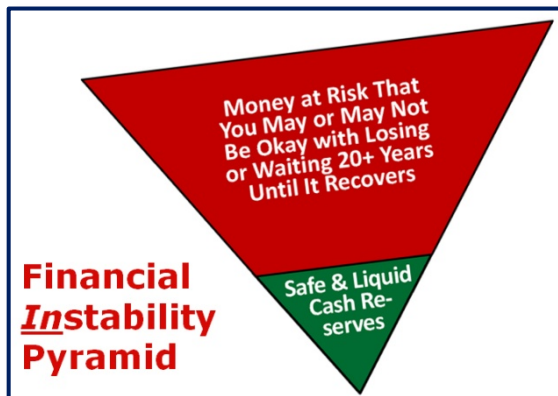 Money at Risk That
You May or May Not
Be Okay with Losing
or Waiting 20+ Years
Until It Recovers
Safe & Liquid
Cash Re-
serves
Financial
Instability
Pyramid